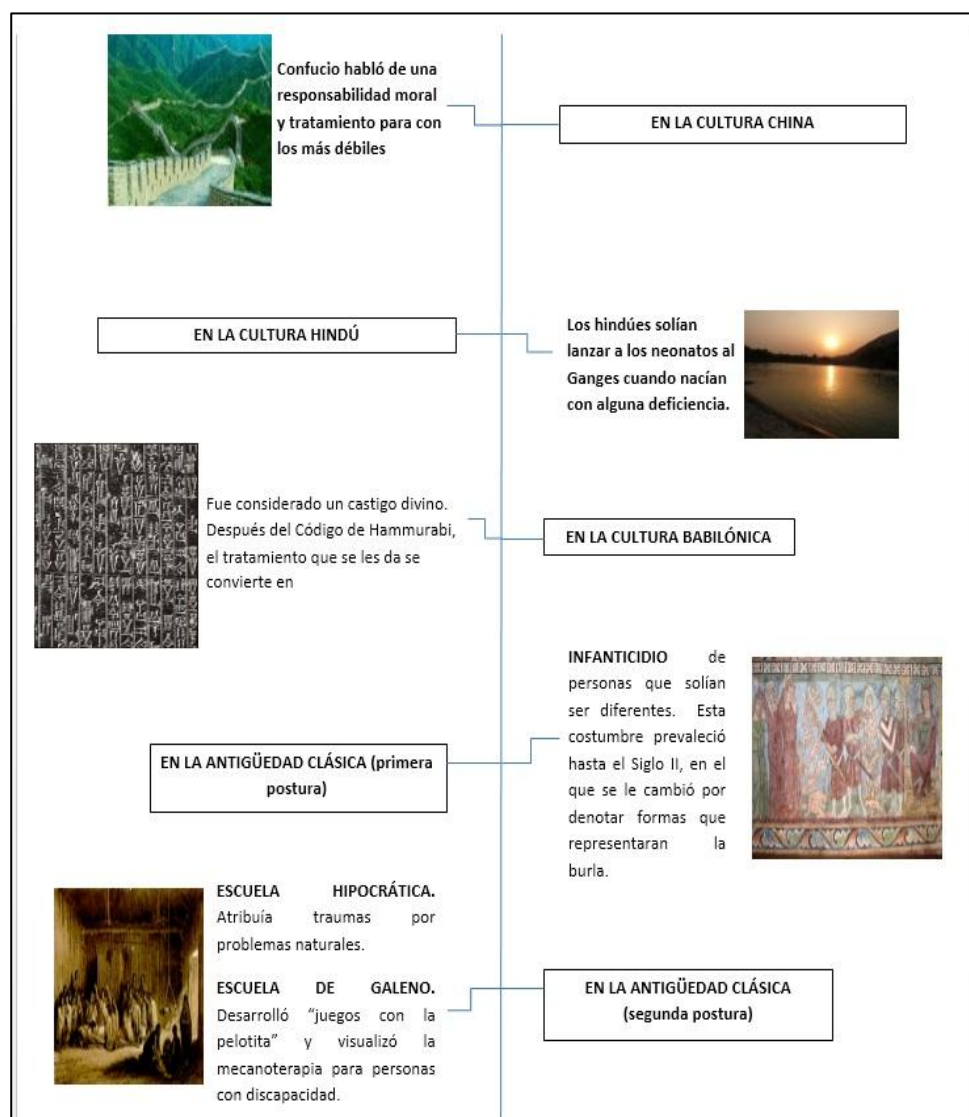 Confucio habló de una
responsabilidad moral
y tratamiento para con
los más débiles
EN LA CULTURA CHINA
EN LA CULTURA HINDÚ
Los hindúes solían
lanzar a los neonatos al
Ganges cuando nacían
con alguna deficiencia.
Fue considerado un castigo divino.
Después del Código de Hammurabi,
el tratamiento que se les da se
convierte en
EN LA CULTURA BABILÓNICA
INFANTICIDIO de
personas que solían
ser diferentes. Esta
costumbre prevaleció
hasta el Siglo II, en el
que se le cambió por
denotar formas que
representaran la
burla.
EN LA ANTIGÜEDAD CLÁSICA (primera
postura)
ESCUELA HIPOCRÁTICA.
Atribuía traumas por
problemas naturales.
ESCUELA DE GALENO.
Desarrolló “juegos con la
pelotita” y visualizó la
mecanoterapia para personas
con discapacidad.
EN LA ANTIGÜEDAD CLÁSICA
(segunda postura)